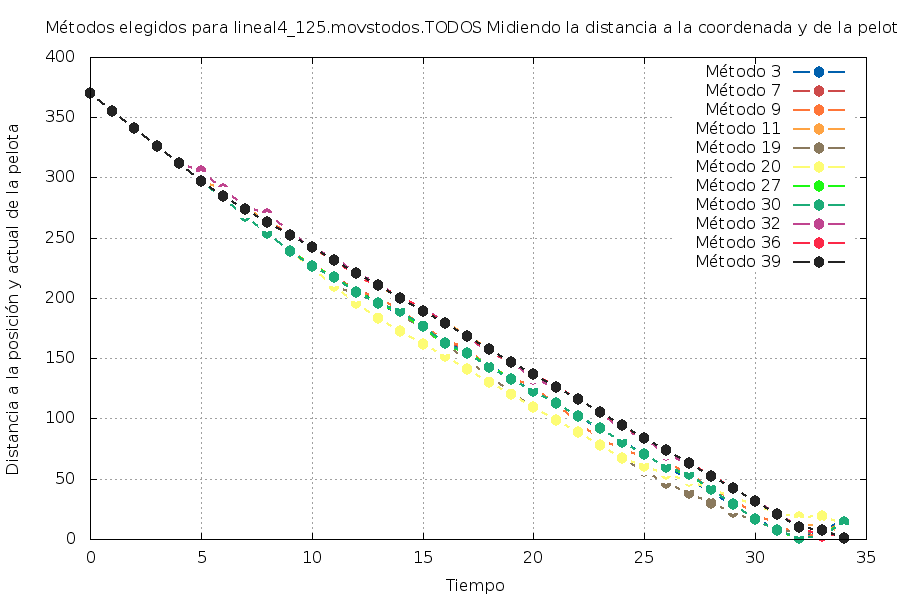 Métodos elegidos para lineal4_125.movstodos.TODOS Midiendo la distancia a la coordenada y de la pelot
400
350
300
250
200
150
100
50
0
Distancia a la posición y actual de la pelota
Método 3
Método 7
Método 9
Método 11
Método 19
Método 20
Método 27
Método 30
Método 32
Método 36
Método 39
0 5 10 15 20 25 30 35
Tiempo